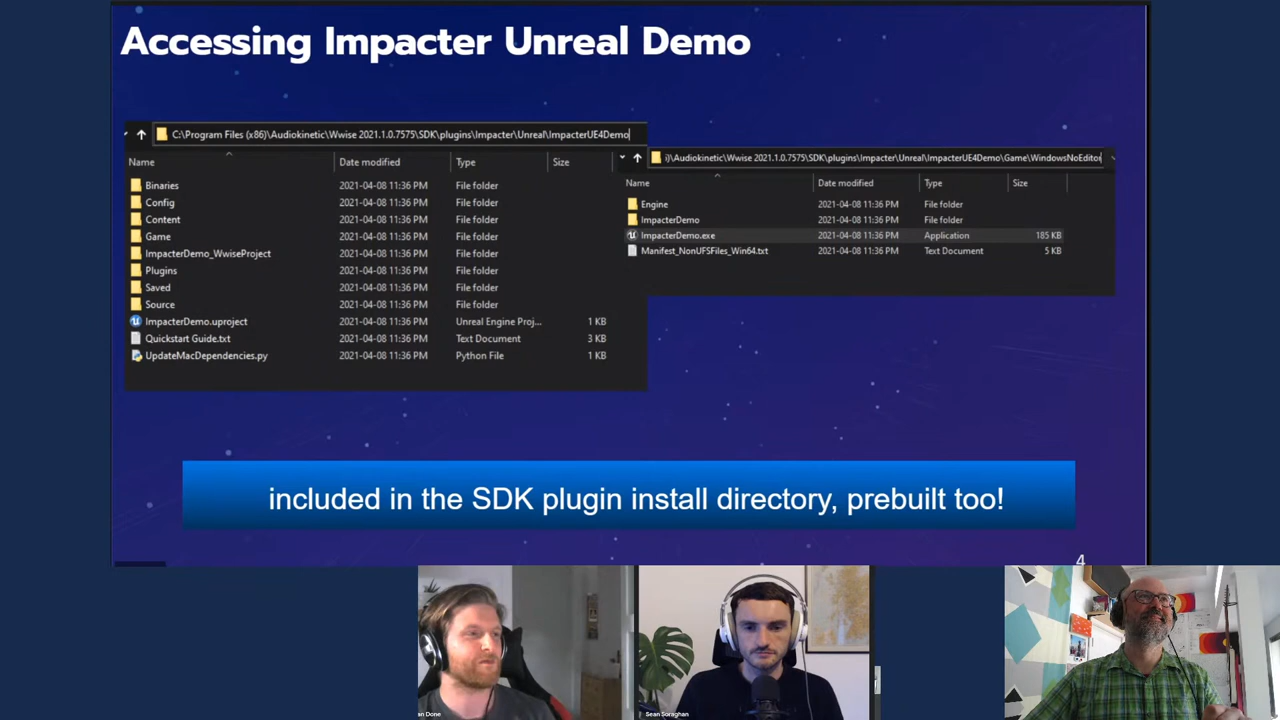 Accessing Impacter Unreal Demo
C:\Program Files (x86)\Audiokinetic\Wwise 2021.1.0.7575\SDK\plugins\Impacter\Unreal\ImpacterUE4Demo
Name Date modified Type Size
Binaries 2021-04-08 11:36 PM File folder
Config 2021-04-08 11:36 PM File folder
Content 2021-04-08 11:36 PM File folder
Game 2021-04-08 11:36 PM File folder
ImpacterDemo_WwiseProject 2021-04-08 11:36 PM File folder
Plugins 2021-04-08 11:36 PM File folder
Saved 2021-04-08 11:36 PM File folder
Source 2021-04-08 11:36 PM File folder
ImpacterDemo.uproject 2021-04-08 11:36 PM Unreal Engine Proj... 1 KB
Quickstart Guide.txt 2021-04-08 11:36 PM Text Document 3 KB
UpdateMacDependencies.py 2021-04-08 11:36 PM Python File 1 KB
i)\Audiokinetic\Wwise 2021.1.0.7575\SDK\plugins\Impacter\Unreal\ImpacterUE4Demo\Game\WindowsNoEditor
Name Date modified Type Size
Engine 2021-04-08 11:36 PM File folder
ImpacterDemo 2021-04-08 11:36 PM File folder
ImpacterDemo.exe 2021-04-08 11:36 PM Application 185 KB
Manifest_NonUFSFiles_Win64.txt 2021-04-08 11:36 PM Text Document 5 KB
included in the SDK plugin install directory, prebuilt too!
4
an Done
Sean Soraghan